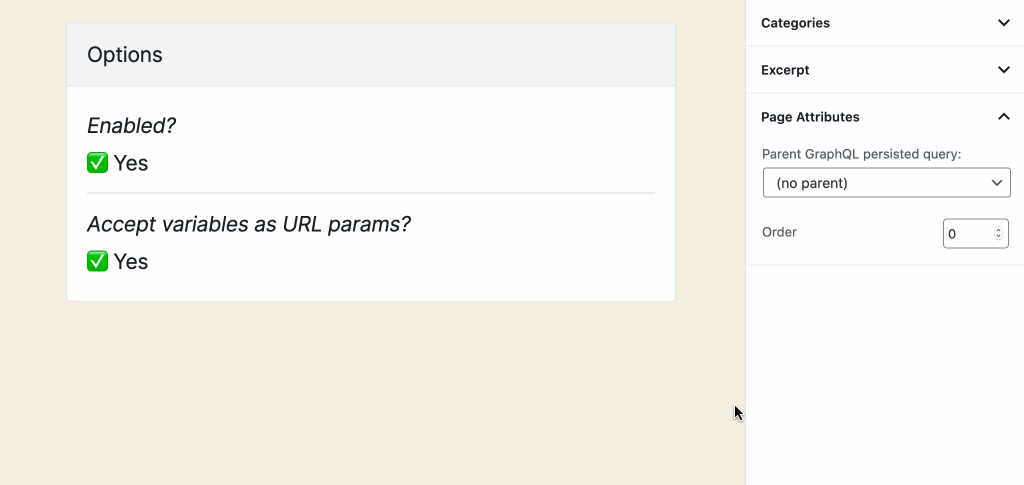 Options
Enabled?
✅ Yes
Accept variables as URL params?
✅ Yes
Categories
Excerpt
Page Attributes
Parent GraphQL persisted query:
(no parent)
Order
0